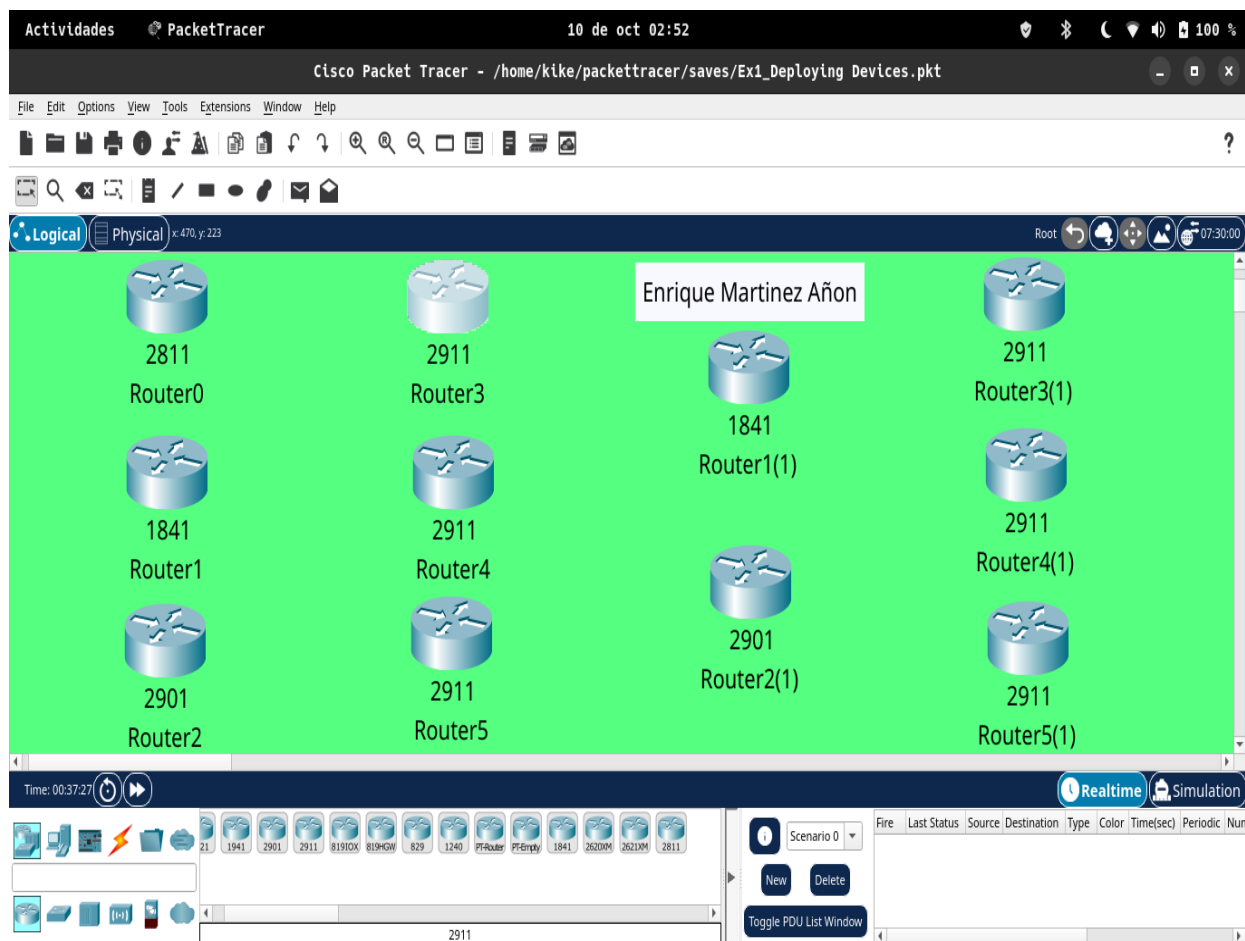 Actividades PacketTracer 10 de oct 02:52 100 %
Cisco Packet Tracer - /home/kike/packettracer/saves/Ex1_Deploying Devices.pkt
File Edit Options View Tools Extensions Window Help
?
Logical Physical x: 470, y: 223 Root 07:30:00
Enrique Martinez Añon
2811
Router0
2911
Router3
1841
Router1(1)
2911
Router3(1)
1841
Router1
2911
Router4
2911
Router4(1)
2901
Router2
2911
Router5
2901
Router2(1)
2911
Router5(1)
Time: 00:37:27 Realtime Simulation
21 1941 2901 2911 819IOX 819HGW 829 1240 PT-Router PT-Empty 1841 2620XM 2621XM 2811
Scenario 0
New Delete
Toggle PDU List Window
Fire Last Status Source Destination Type Color Time(sec) Periodic Num
2911